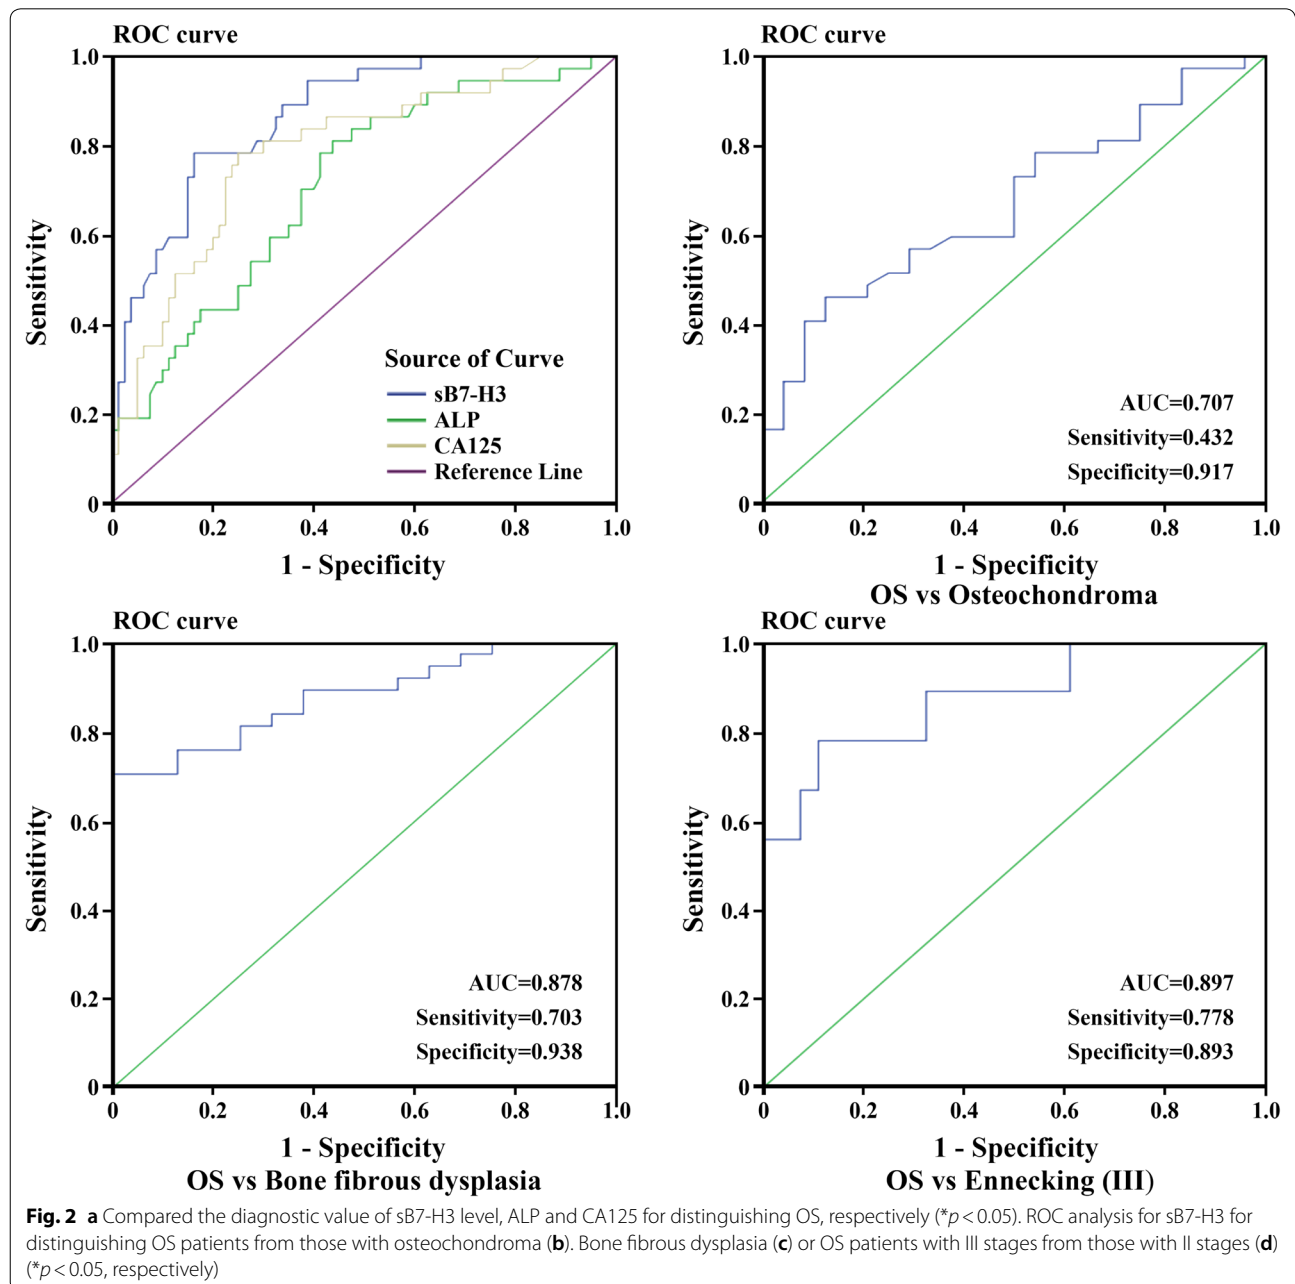 ROC curve
1.0
0.8
0.6
0.4
0.2
0
Sensitivity
Source of Curve
sB7-H3
ALP
CA125
Reference Line
0 0.2 0.4 0.6 0.8 1.0
1 - Specificity
ROC curve
1.0
0.8
0.6
0.4
0.2
0
Sensitivity
AUC=0.707
Sensitivity=0.432
Specificity=0.917
0 0.2 0.4 0.6 0.8 1.0
1 - Specificity
OS vs Osteochondroma
ROC curve
1.0
0.8
0.6
0.4
0.2
0
Sensitivity
AUC=0.878
Sensitivity=0.703
Specificity=0.938
0 0.2 0.4 0.6 0.8 1.0
1 - Specificity
OS vs Bone fibrous dysplasia
ROC curve
1.0
0.8
0.6
0.4
0.2
0
Sensitivity
AUC=0.897
Sensitivity=0.778
Specificity=0.893
0 0.2 0.4 0.6 0.8 1.0
1 - Specificity
OS vs Ennecking (III)
Fig. 2 a Compared the diagnostic value of sB7-H3 level, ALP and CA125 for distinguishing OS, respectively (*p < 0.05). ROC analysis for sB7-H3 for
distinguishing OS patients from those with osteochondroma (b). Bone fibrous dysplasia (c) or OS patients with III stages from those with II stages (d)
(*p < 0.05, respectively)